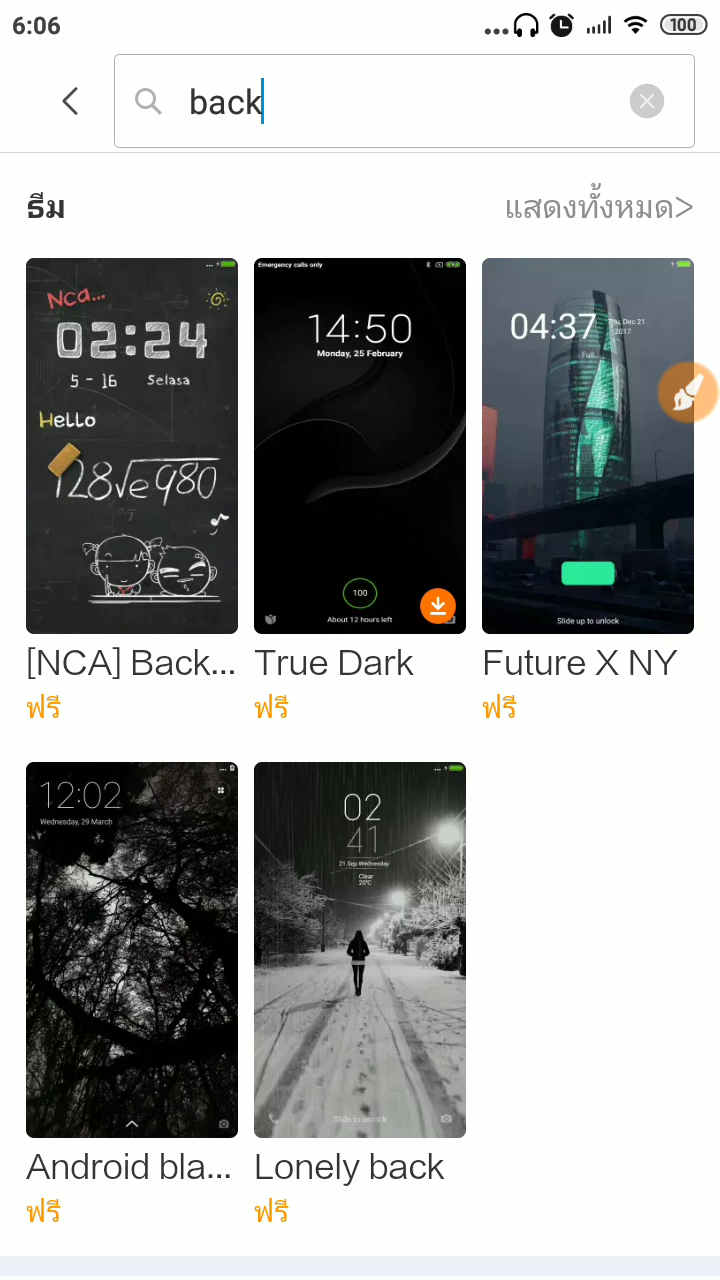 6:06
100
back
ธีม
แสดงทั้งหมด>
Nca...
02:24
5 - 16 Selasa
Hello
128√e980
Emergency calls only
14:50
Monday, 25 February
100
About 12 hours left
04:37
Thu, Dec 21
2017
Full
Slide up to unlock
[NCA] Back...
True Dark
Future X NY
ฟรี
ฟรี
ฟรี
12:02
Wednesday, 29 March
02
41
21 Sep Wednesday
Clear
20°C
Slide to unlock
Android bla...
Lonely back
ฟรี
ฟรี